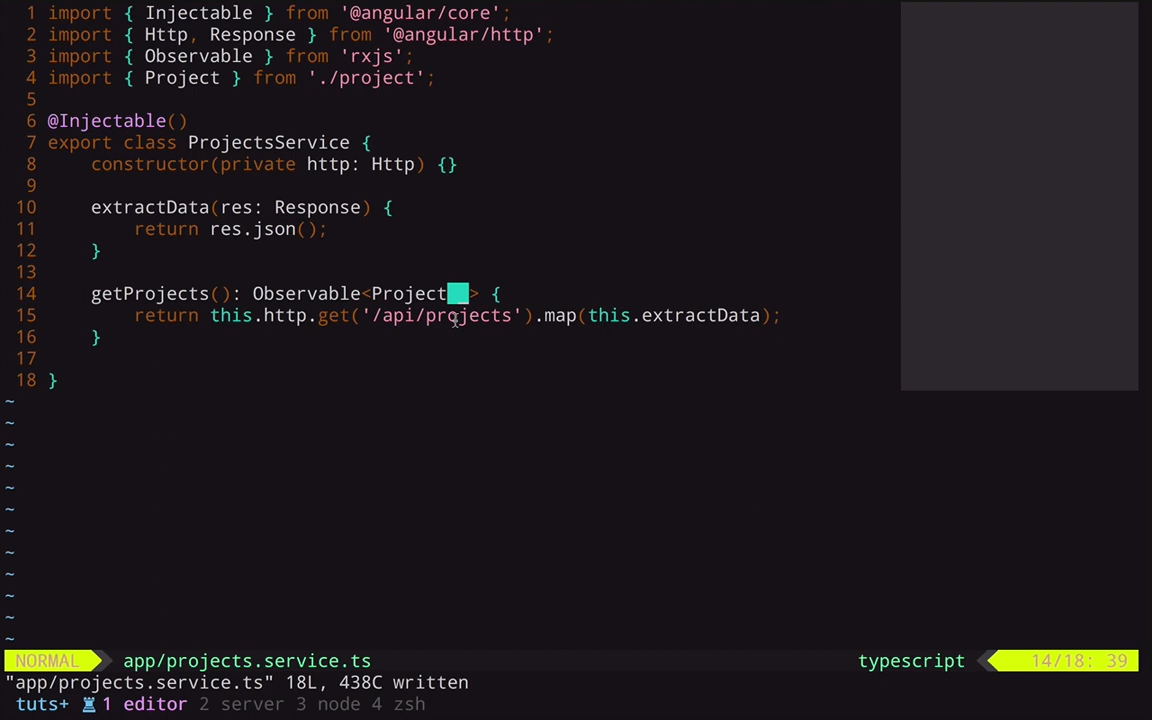 1 import { Injectable } from '@angular/core';
2 import { Http, Response } from '@angular/http';
3 import { Observable } from 'rxjs';
4 import { Project } from './project';
5
6 @Injectable()
7 export class ProjectsService {
8 constructor(private http: Http) {}
9
10 extractData(res: Response) {
11 return res.json();
12 }
13
14 getProjects(): Observable<Project > {
15 return this.http.get('/api/projects').map(this.extractData);
16 }
17
18 }
~
~
~
~
~
~
~
~
~
~
~
~
NORMAL app/projects.service.ts typescript 14/18: 39
"app/projects.service.ts" 18L, 438C written
tuts+ ♜1 editor 2 server 3 node 4 zsh